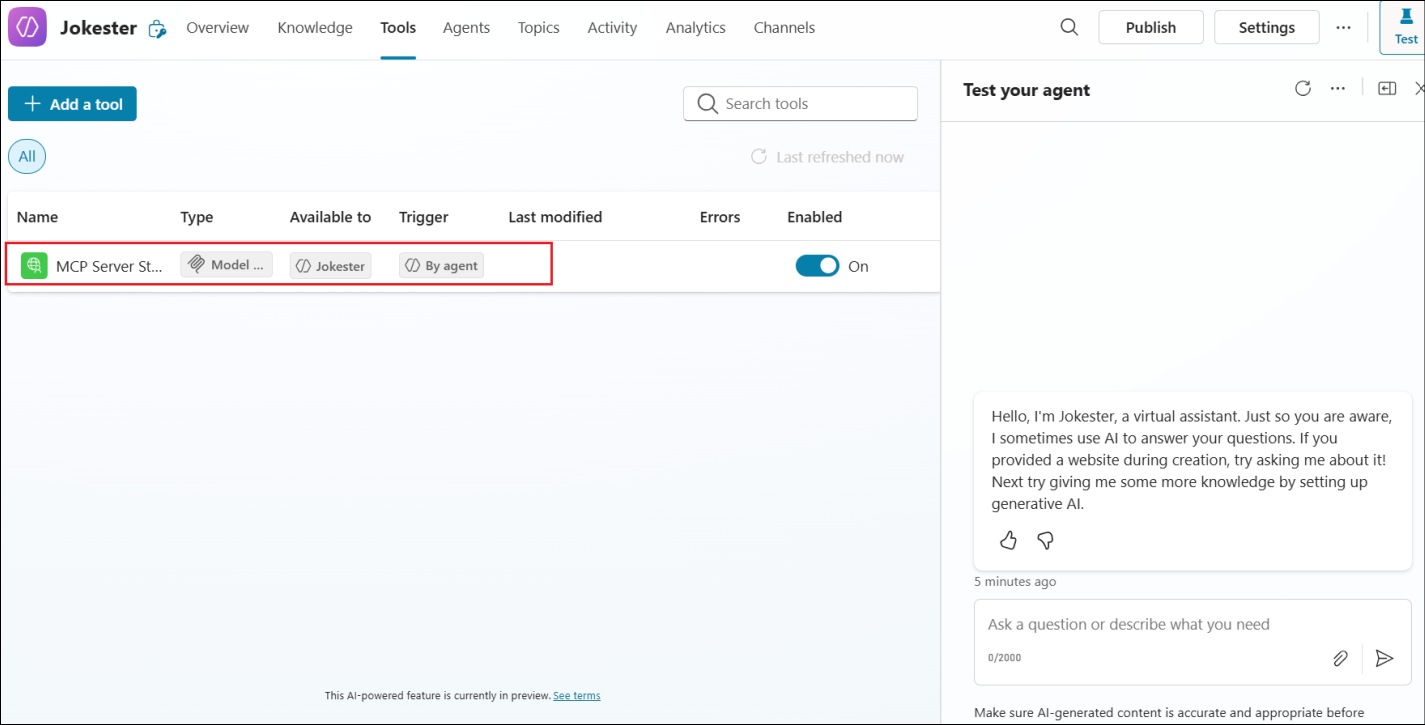 Jokester Overview Knowledge Tools Agents Topics Activity Analytics Channels Publish Settings ··· Test
+ Add a tool
Search tools
All
Last refreshed now
Name Type Available to Trigger Last modified Errors Enabled
MCP Server St... Model ... Jokester By agent On
This AI-powered feature is currently in preview. See terms
Test your agent ···
Hello, I'm Jokester, a virtual assistant. Just so you are aware,
I sometimes use AI to answer your questions. If you
provided a website during creation, try asking me about it!
Next try giving me some more knowledge by setting up
generative AI.
5 minutes ago
Ask a question or describe what you need
0/2000
Make sure AI-generated content is accurate and appropriate before